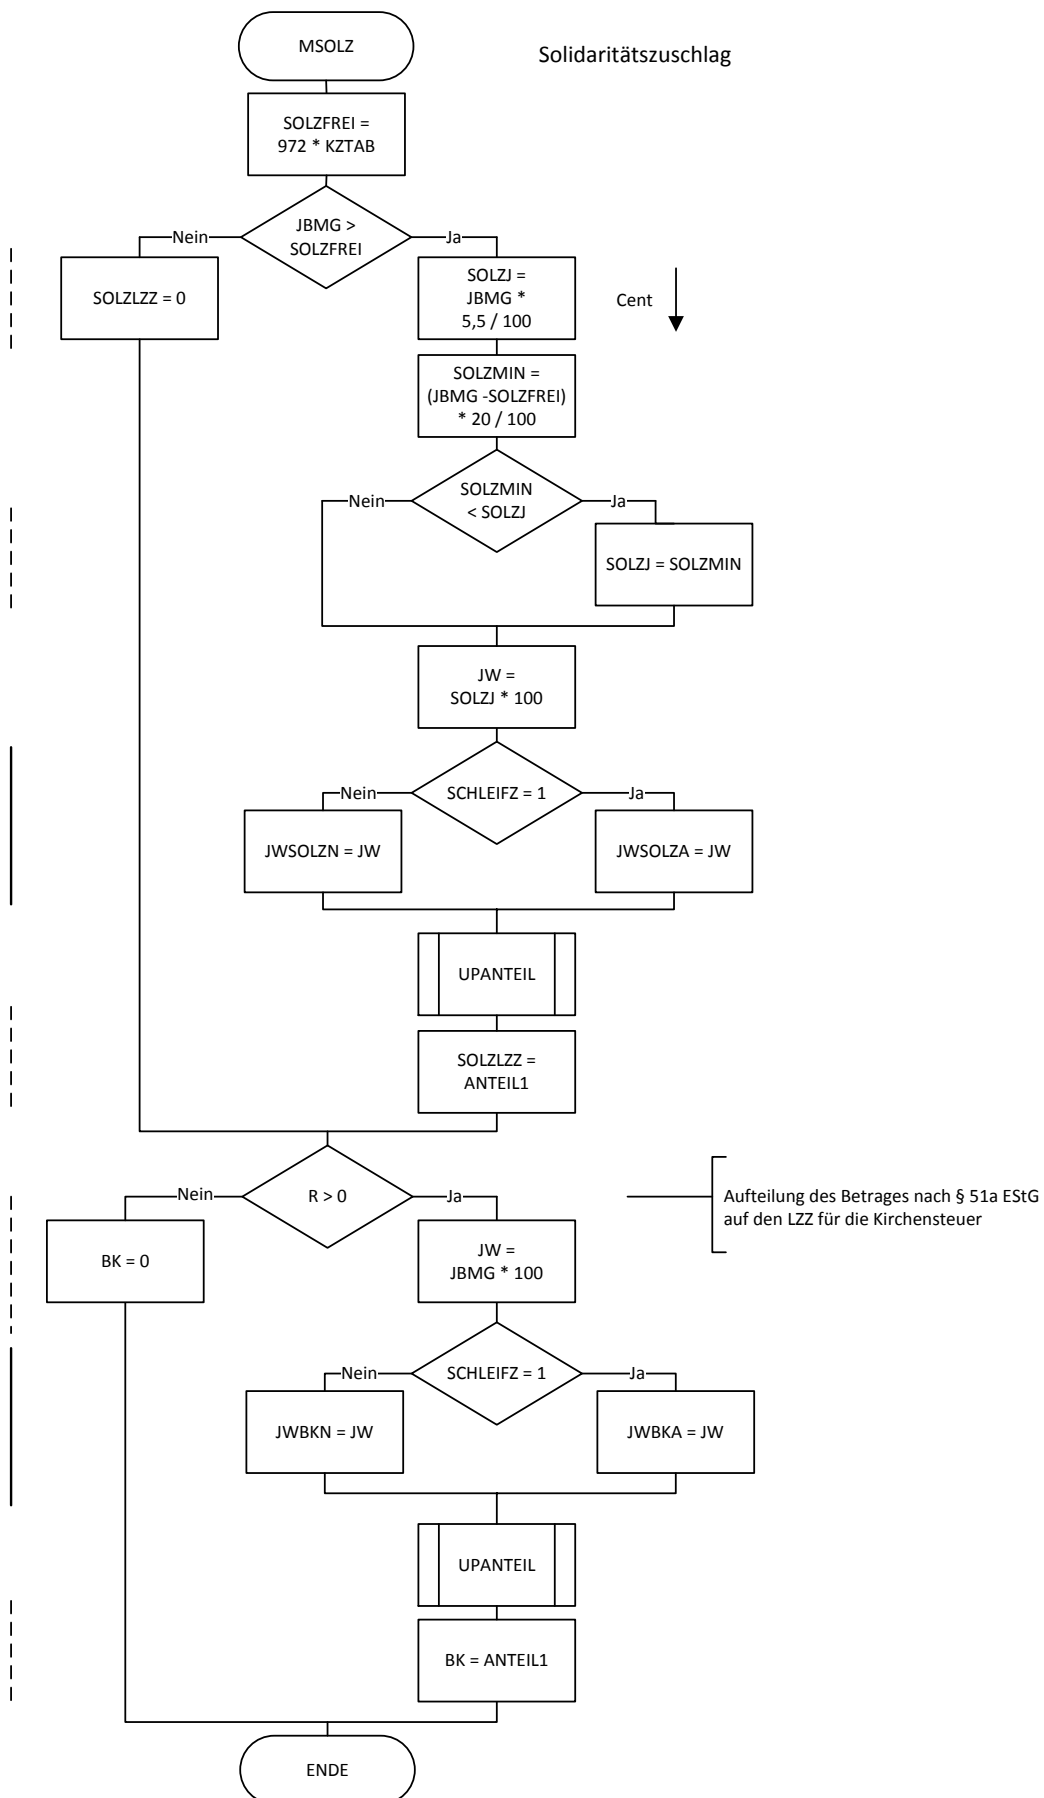 MSOLZ
Solidaritätszuschlag
SOLZFREI =
972 * KZTAB
JBMG >
SOLZFREI
Nein
Ja
SOLZLZZ = 0
SOLZJ =
JBMG *
5,5 / 100
Cent
SOLZMIN =
(JBMG -SOLZFREI)
* 20 / 100
SOLZMIN
< SOLZJ
Nein
Ja
SOLZJ = SOLZMIN
JW =
SOLZJ * 100
SCHLEIFZ = 1
Nein
Ja
JWSOLZN = JW
JWSOLZA = JW
UPANTEIL
SOLZLZZ =
ANTEIL1
R > 0
Nein
Ja
Aufteilung des Betrages nach § 51a EStG
auf den LZZ für die Kirchensteuer
BK = 0
JW =
JBMG * 100
SCHLEIFZ = 1
Nein
Ja
JWBKN = JW
JWBKA = JW
UPANTEIL
BK = ANTEIL1
ENDE